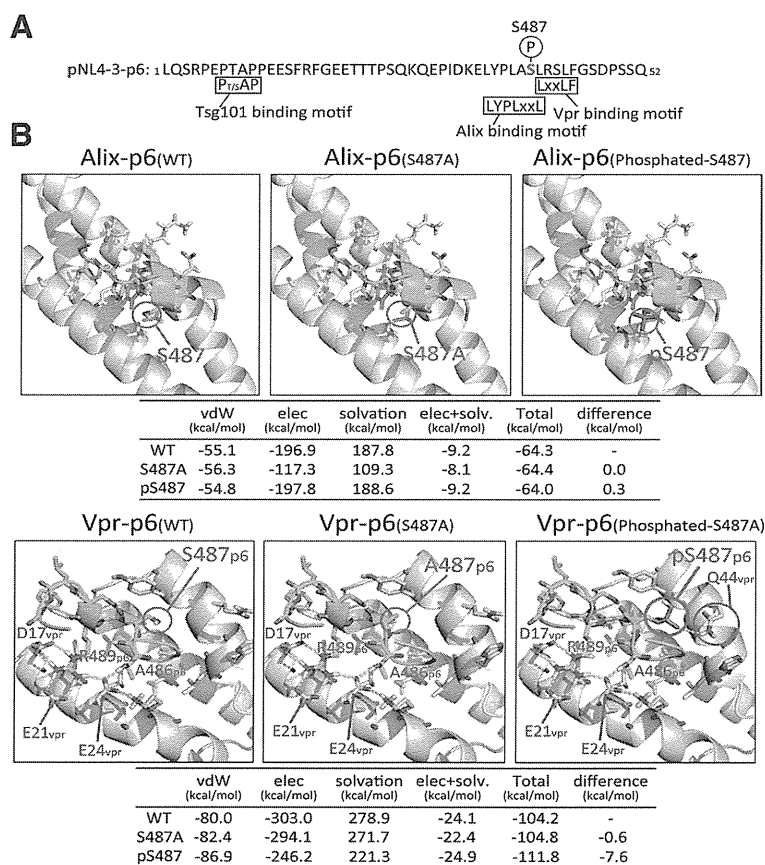 A
S487
P
pNL4-3-p6: 1LQSRPEPTAPPEESFRFGEETTTPSQKQEPIDKELYPLASLRSLFGSDPSSQ52
PT/SAP
LxxLF
Tsg101 binding motif
LYPLxxL
Vpr binding motif
Alix binding motif
B
Alix-p6(WT)
Alix-p6(S487A)
Alix-p6(Phosphated-S487)
S487
S487A
pS487
vdW elec solvation elec+solv. Total difference
(kcal/mol) (kcal/mol) (kcal/mol) (kcal/mol) (kcal/mol) (kcal/mol)
WT -55.1 -196.9 187.8 -9.2 -64.3 -
S487A -56.3 -117.3 109.3 -8.1 -64.4 0.0
pS487 -54.8 -197.8 188.6 -9.2 -64.0 0.3
Vpr-p6(WT)
Vpr-p6(S487A)
Vpr-p6(Phosphated-S487A)
S487p6
D17vpr
R489p6
A486p6
E21vpr
E24vpr
A487p6
D17vpr
R489p6
A486p6
E21vpr
E24vpr
pS487p6
Q44vpr
D17vpr
R489p6
A486p6
E21vpr
E24vpr
vdW elec solvation elec+solv. Total difference
(kcal/mol) (kcal/mol) (kcal/mol) (kcal/mol) (kcal/mol) (kcal/mol)
WT -80.0 -303.0 278.9 -24.1 -104.2 -
S487A -82.4 -294.1 271.7 -22.4 -104.8 -0.6
pS487 -86.9 -246.2 221.3 -24.9 -111.8 -7.6